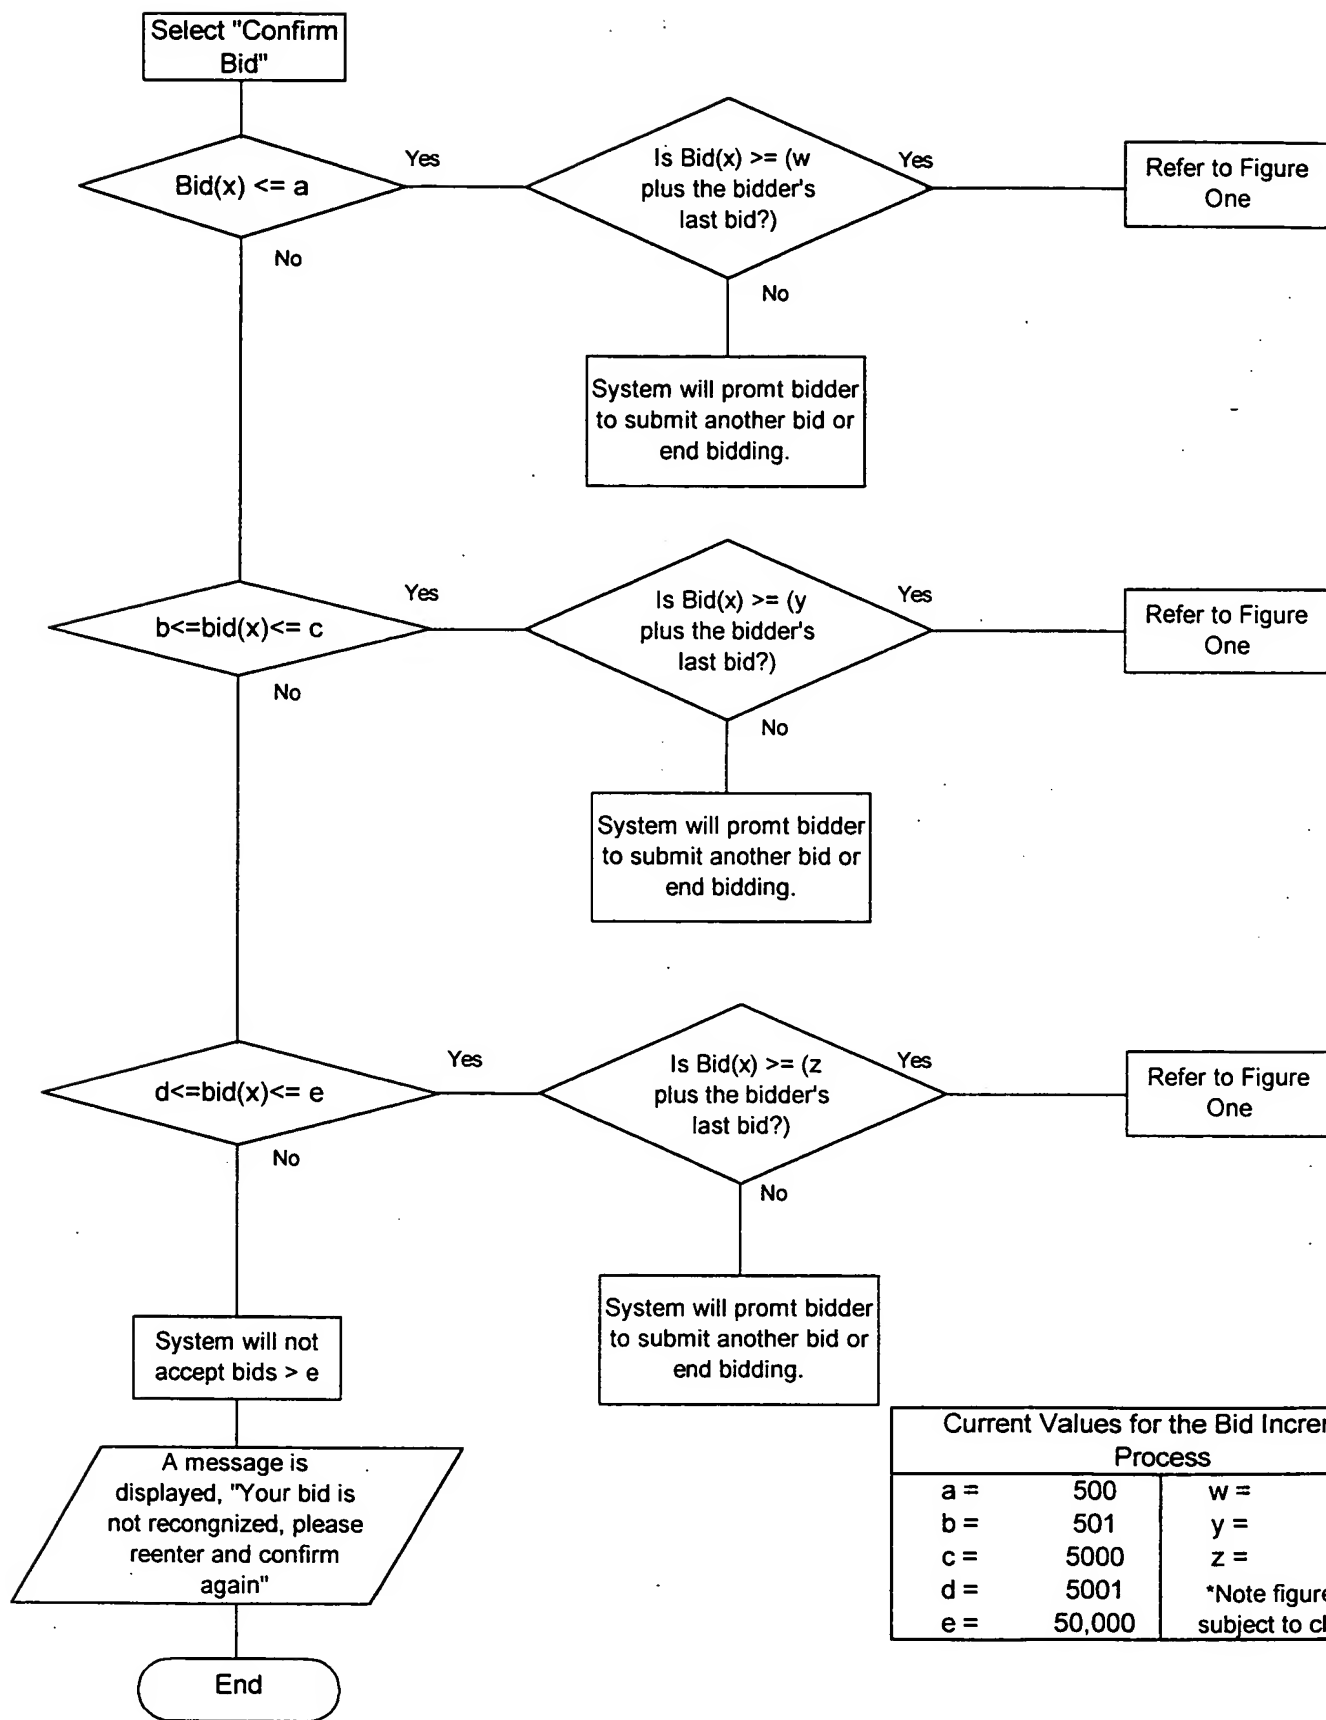 Select "Confirm
Bid"
Bid(x) <= a
Yes
Is Bid(x) >= (w
plus the bidder's
last bid?)
Yes
Refer to Figure
One
No
No
System will promt bidder
to submit another bid or
end bidding.
b<=bid(x)<= c
Yes
Is Bid(x) >= (y
plus the bidder's
last bid?)
Yes
Refer to Figure
One
No
No
System will promt bidder
to submit another bid or
end bidding.
d<=bid(x)<= e
Yes
Is Bid(x) >= (z
plus the bidder's
last bid?)
Yes
Refer to Figure
One
No
No
System will promt bidder
to submit another bid or
end bidding.
System will not
accept bids > e
A message is
displayed, "Your bid is
not recongnized, please
reenter and confirm
again"
End
Current Values for the Bid
Process
a = 500 w =
b = 501 y =
c = 5000 z =
d = 5001 *Note
e = 50,000 subject to